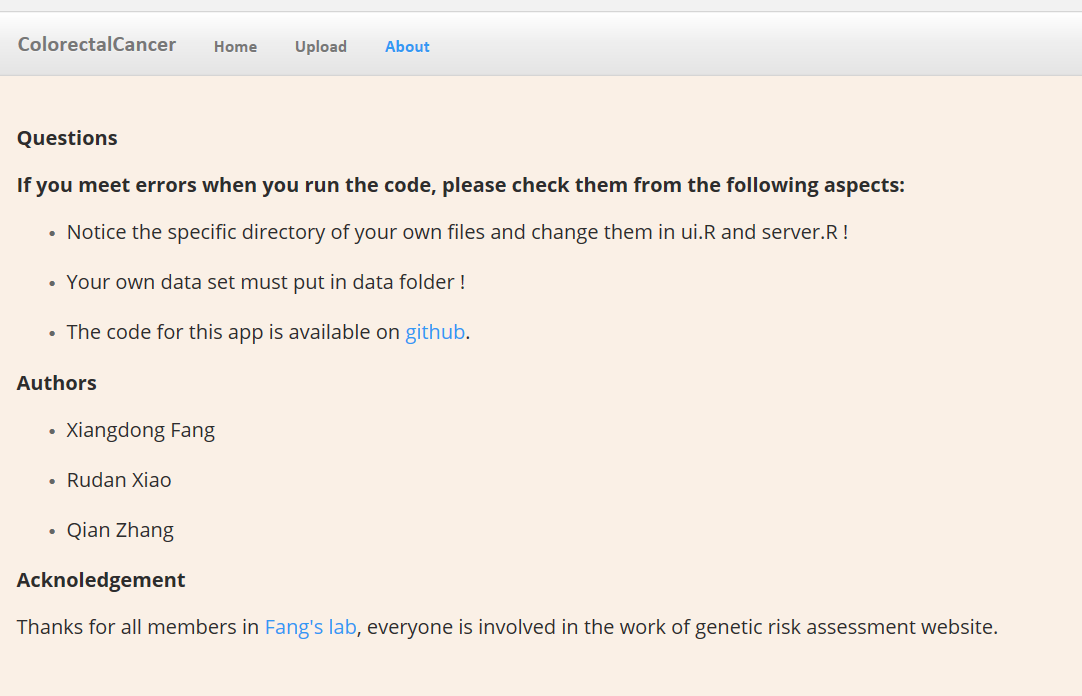 ColorectalCancer Home Upload About
Questions
If you meet errors when you run the code, please check them from the following aspects:
• Notice the specific directory of your own files and change them in ui.R and server.R !
• Your own data set must put in data folder !
• The code for this app is available on github.
Authors
• Xiangdong Fang
• Rudan Xiao
• Qian Zhang
Acknoledgement
Thanks for all members in Fang's lab, everyone is involved in the work of genetic risk assessment website.